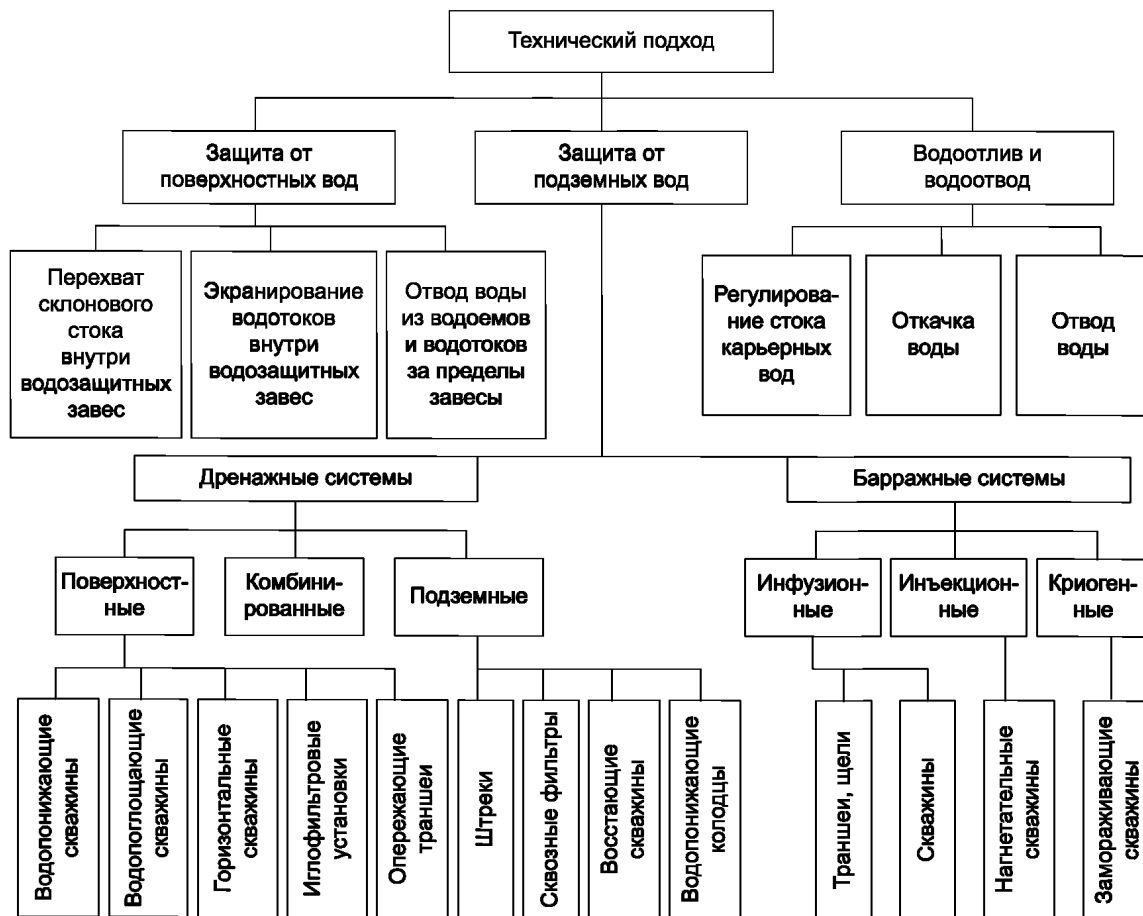 Технический подход
Защита от
поверхностных вод
Защита от
подземных вод
Водоотлив и
водоотвод
Перехват
склонового
стока
внутри
водозащитных
завес
Экранирование
водотоков
внутри
водозащитных
завес
Отвод воды
из водоемов
и водотоков
за пределы
завесы
Регулирова-
ние стока
карьерных
вод
Откачка
воды
Отвод
воды
Дренажные системы
Барражные системы
Поверхност-
ные
Комбини-
рованные
Подземные
Инфузион-
ные
Инъекцион-
ные
Криоген-
ные
Водопонижающие
скважины
Водопоглощающие
скважины
Горизонтальные
скважины
Иглофильтровые
установки
Опережающие
траншеи
Штреки
Сквозные фильтры
Восстающие
скважины
Водопонижающие
колодцы
Траншеи, щели
Скважины
Нагнетательные
скважины
Замораживающие
скважины